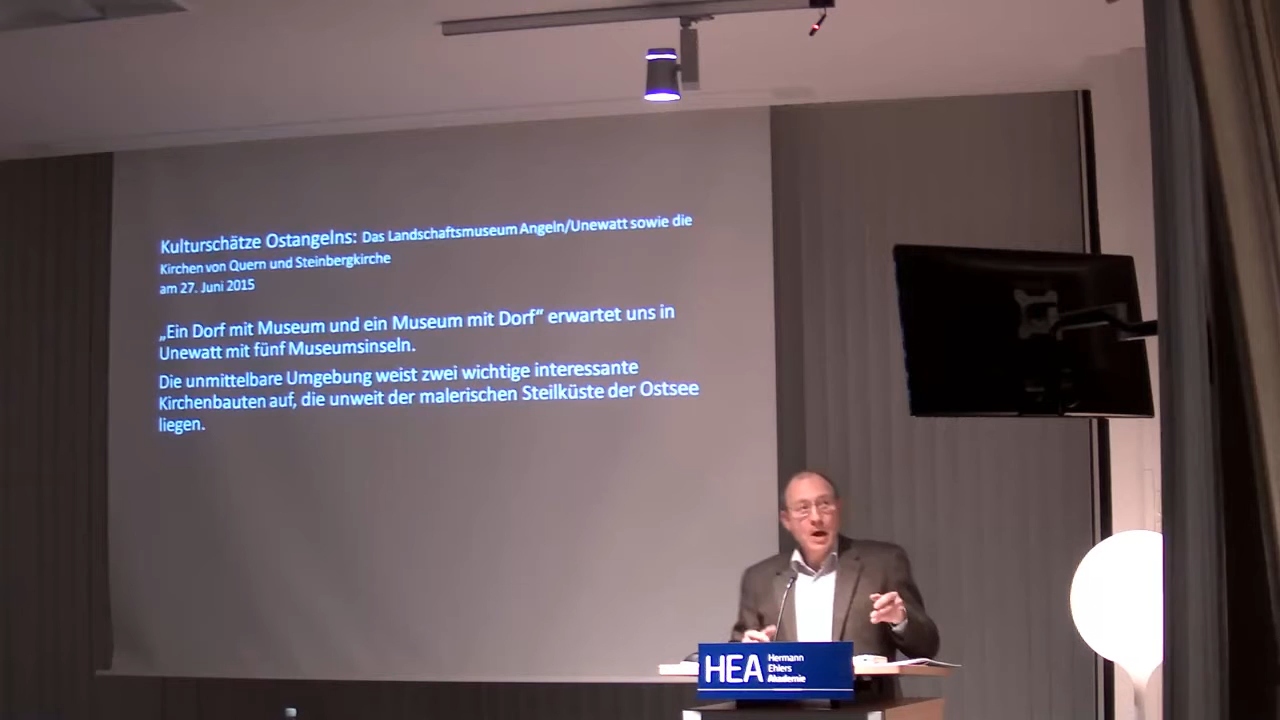 Kulturschätze Ostangelns: Das Landschaftsmuseum Angeln/Unewatt sowie die
Kirchen von Quern und Steinbergkirche
am 27. Juni 2015
„Ein Dorf mit Museum und ein Museum mit Dorf“ erwartet uns in
Unewatt mit fünf Museumsinseln.
Die unmittelbare Umgebung weist zwei wichtige interessante
Kirchenbauten auf, die unweit der malerischen Steilküste der Ostsee
liegen.
HEA
Hermann
Ehlers
Akademie